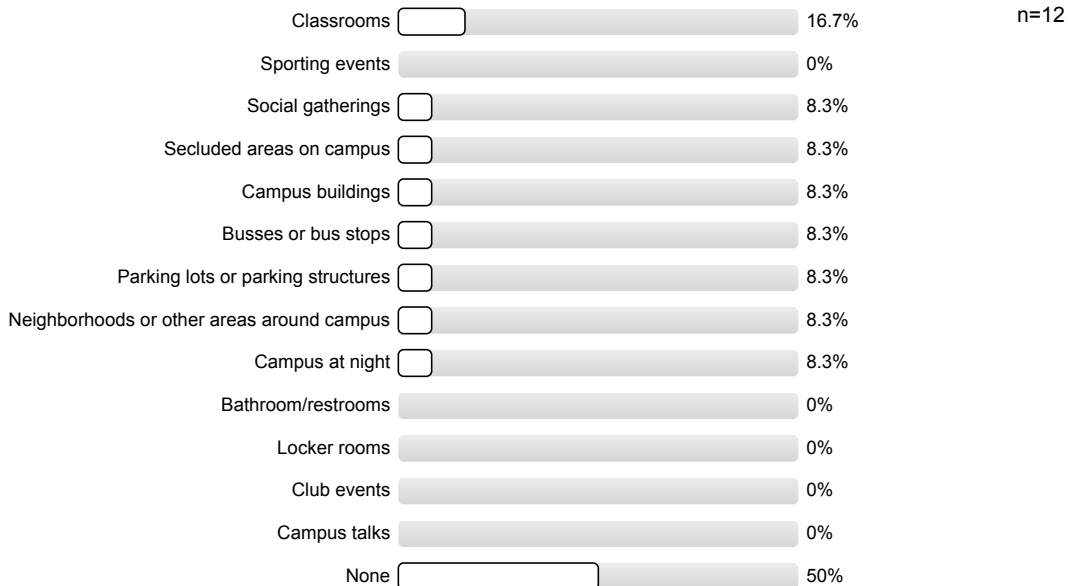 Classrooms 16.7% n=12
Sporting events 0%
Social gatherings 8.3%
Secluded areas on campus 8.3%
Campus buildings 8.3%
Busses or bus stops 8.3%
Parking lots or parking structures 8.3%
Neighborhoods or other areas around campus 8.3%
Campus at night 8.3%
Bathroom/restrooms 0%
Locker rooms 0%
Club events 0%
Campus talks 0%
None 50%